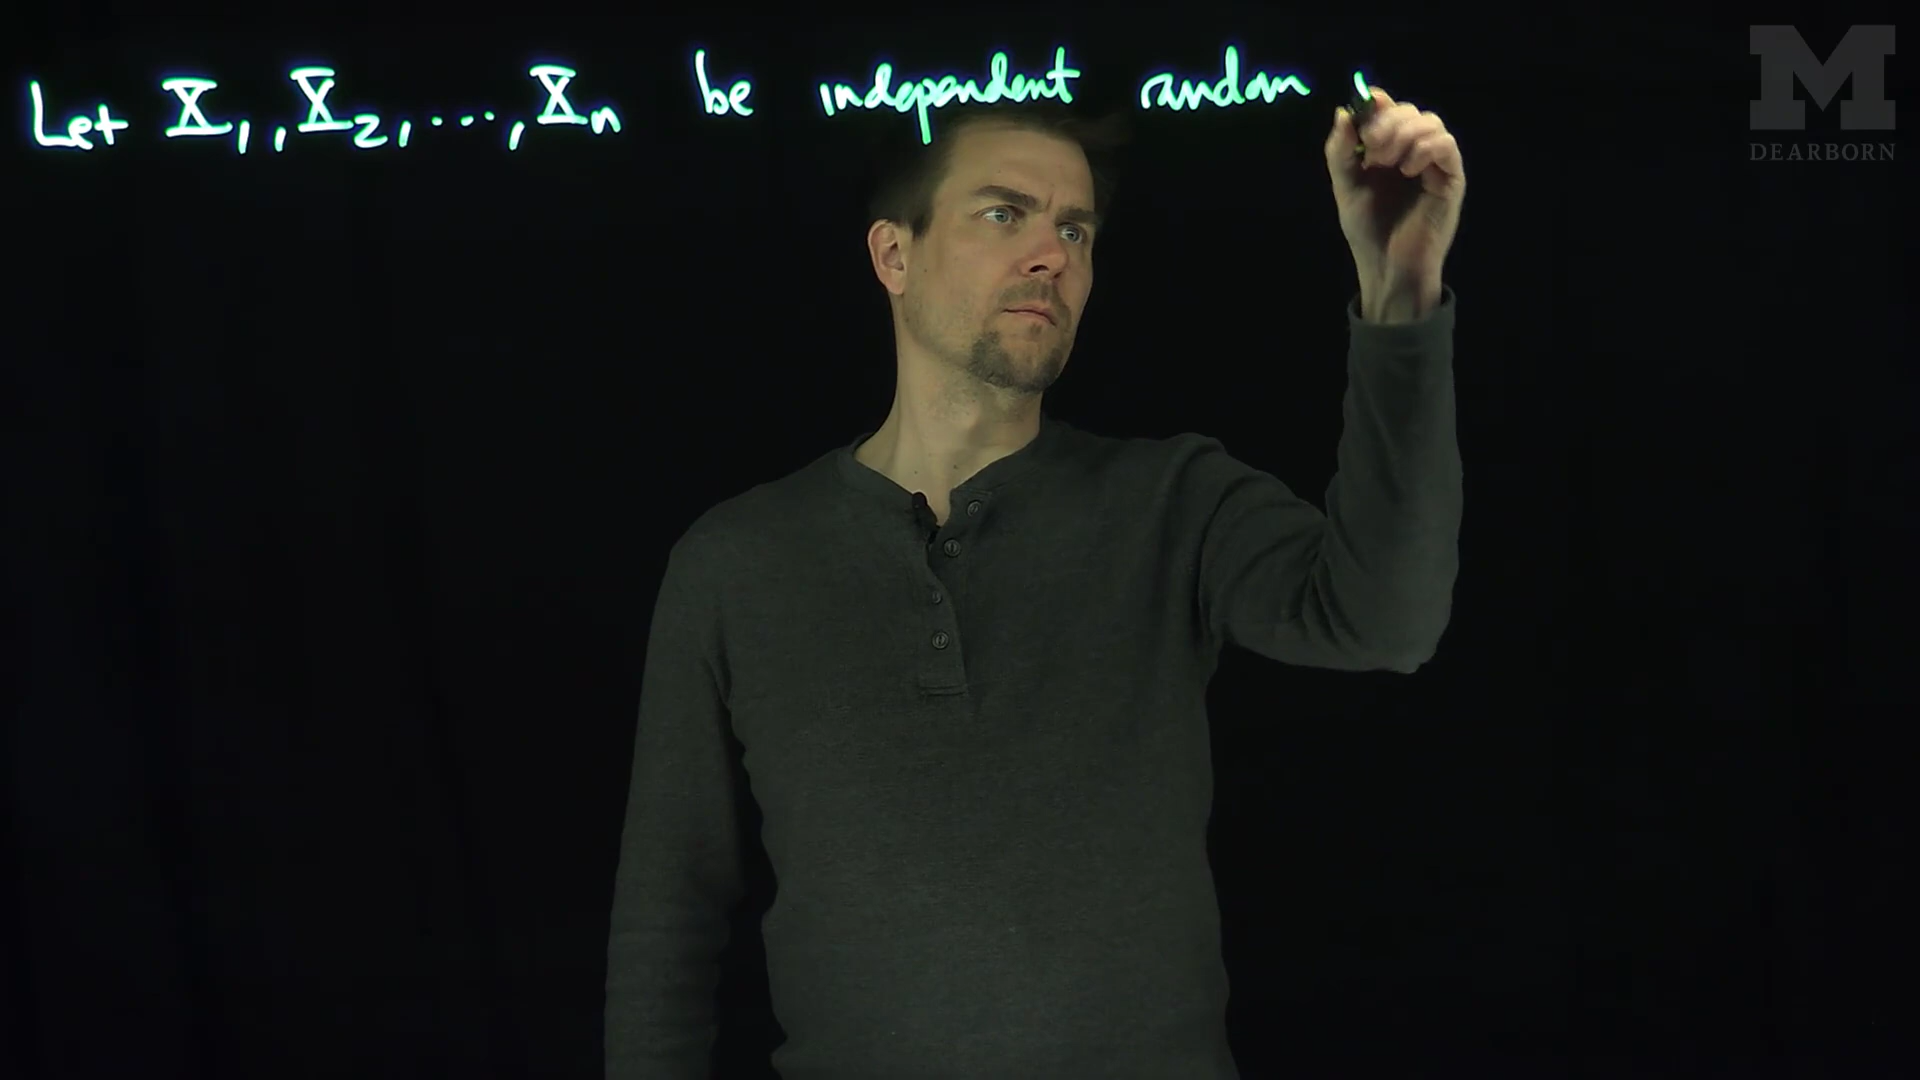 Let X₁, X₂, ..., Xₙ be independent random
M
DEARBORN